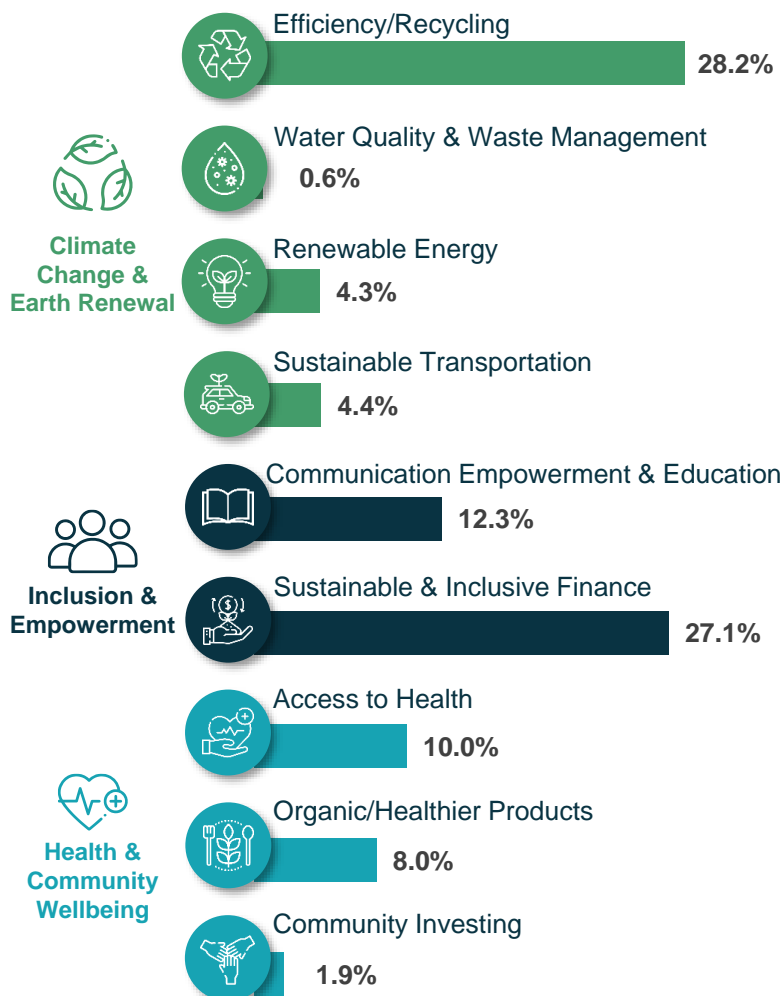 Efficiency/Recycling
28.2%
Water Quality & Waste Management
0.6%
Climate
Change &
Earth Renewal
Renewable Energy
4.3%
Sustainable Transportation
4.4%
Communication Empowerment & Education
12.3%
Inclusion &
Empowerment
Sustainable & Inclusive Finance
27.1%
Access to Health
10.0%
Health &
Community
Wellbeing
Organic/Healthier Products
8.0%
Community Investing
1.9%